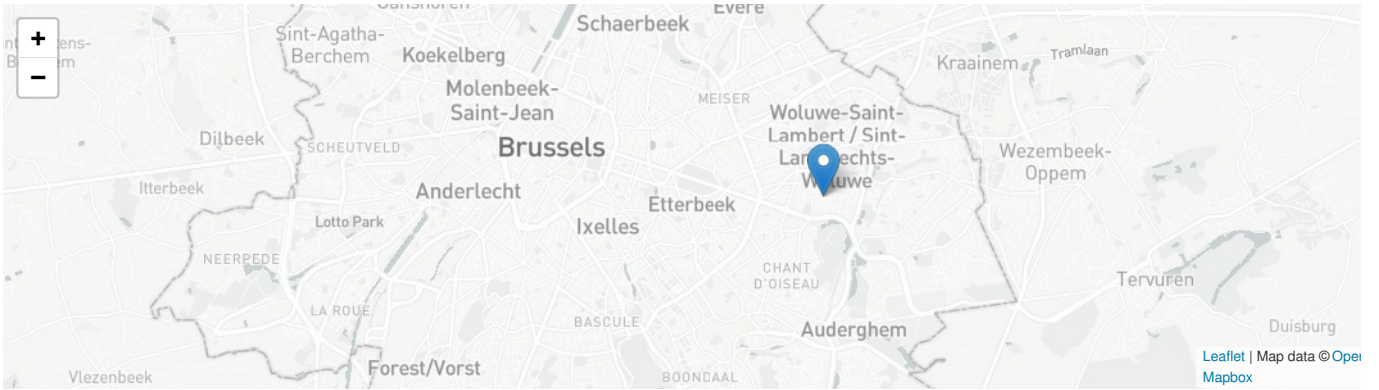 +
−
Schaerbeek
Evere
Sint-Agatha-
Berchem
Koekelberg
Tramlaan
Kraainem
Molenbeek-
Saint-Jean
MEISER
Woluwe-Saint-
Lambert / Sint-
Dilbeek
SCHEUTVELD
Brussels
Wezembeek-
Oppem
Itterbeek
Anderlecht
Etterbeek
Lotto Park
Ixelles
NEERPEDE
CHANT
D'OISEAU
Tervuren
LA ROUE
BASCULE
Auderghem
Duisburg
Forest/Vorst
Vlezenbeek
BOONDAAL
Leaflet | Map data © Ope
Mapbox